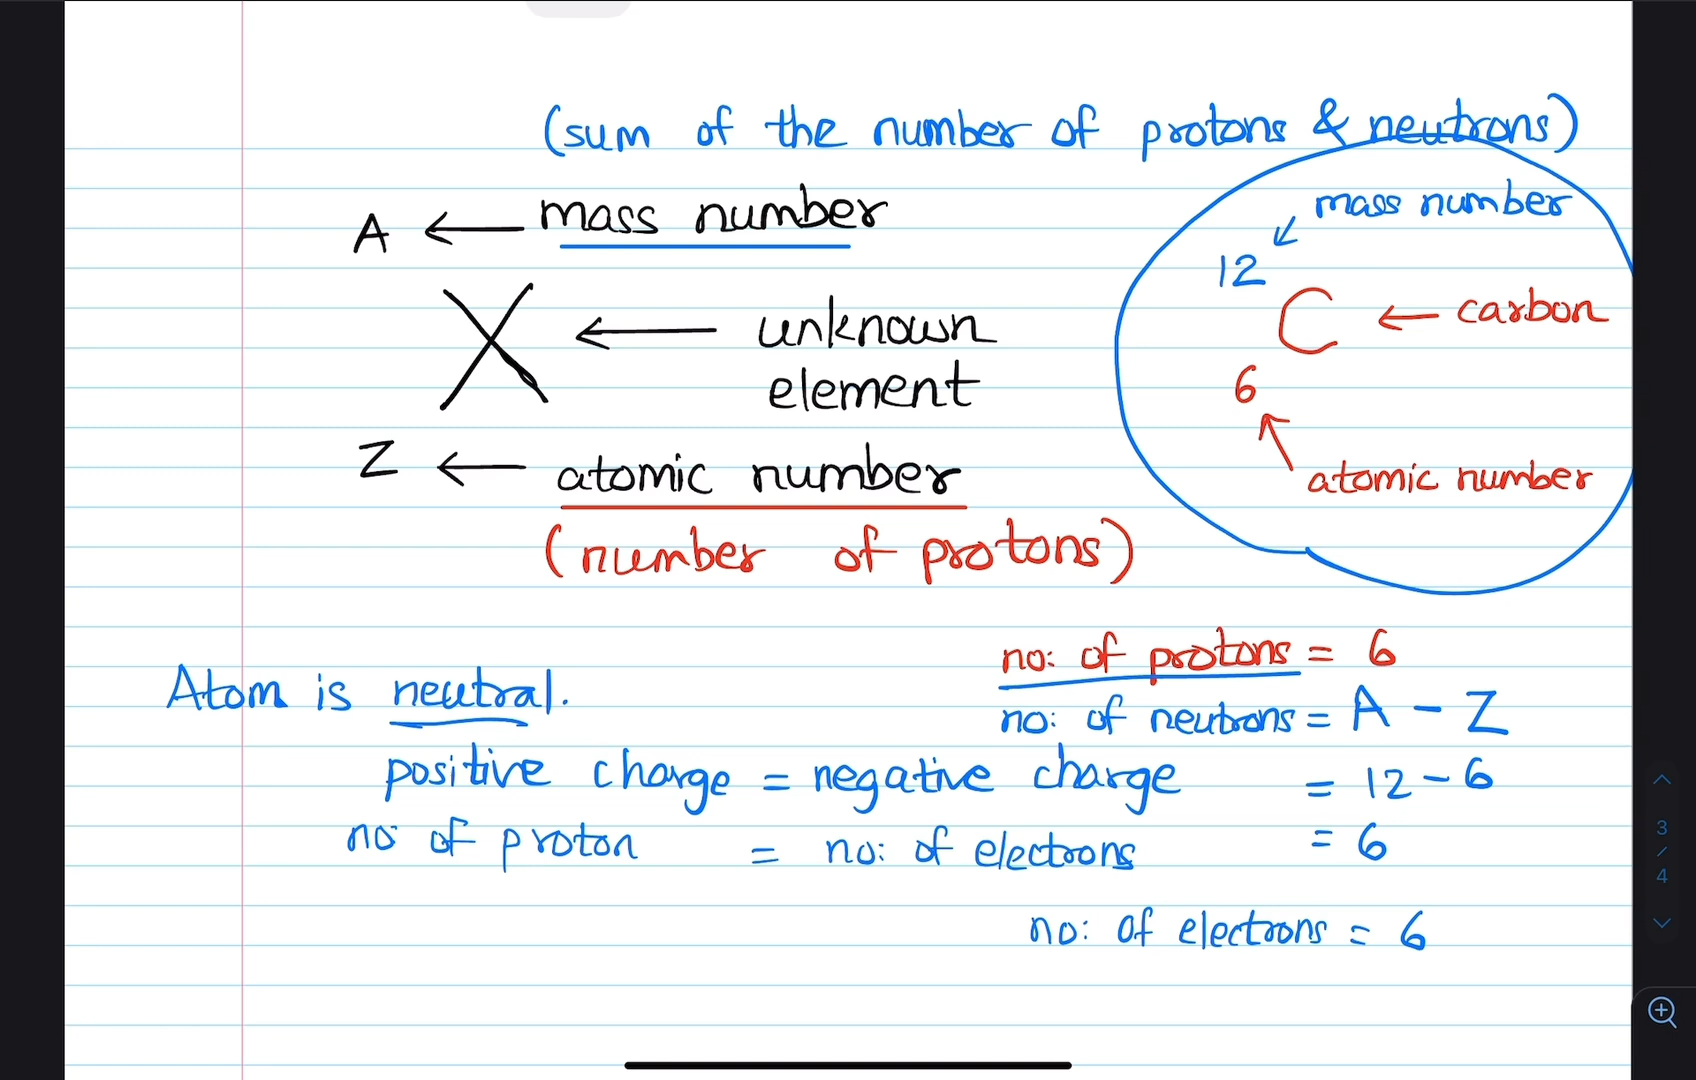 (sum of the number of protons & neutrons)
A ← mass number
X ← unknown
element
Z ← atomic number
(number of protons)
mass number
12
C ← carbon
6
atomic number
no: of protons = 6
no: of neutrons = A - Z
= 12 - 6
= 6
Atom is neutral.
positive charge = negative charge
no of proton = no: of electrons
no: of electrons = 6
3
/
4